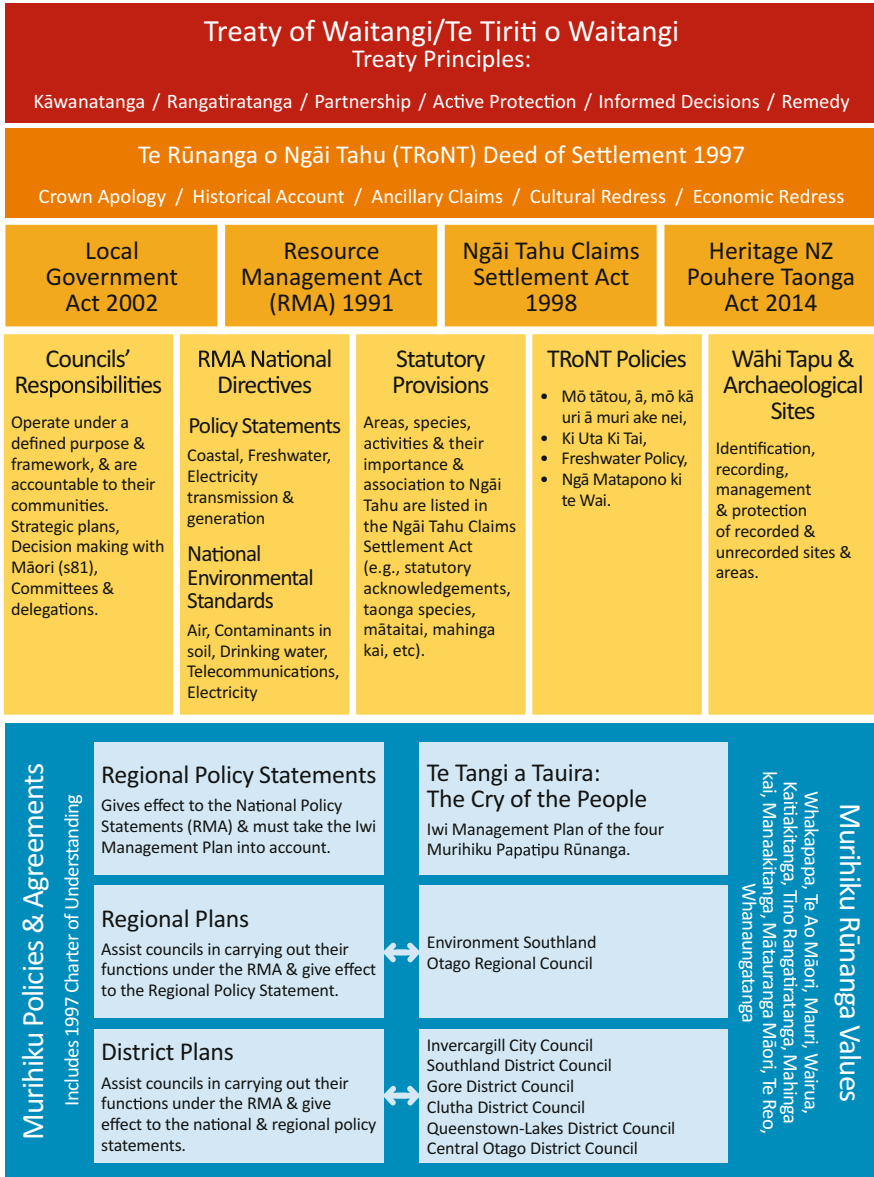 Treaty of Waitangi/Te Tiriti o Waitangi
Treaty Principles:
Kāwanatanga / Rangatiratanga / Partnership / Active Protection / Informed Decisions / Remedy
Te Rūnanga o Ngāi Tahu (TRoNT) Deed of Settlement 1997
Crown Apology / Historical Account / Ancillary Claims / Cultural Redress / Economic Redress
Local
Government
Act 2002
Resource
Management Act
(RMA) 1991
Ngāi Tahu Claims
Settlement Act
1998
Heritage NZ
Pouhere Taonga
Act 2014
Councils'
Responsibilities
Operate under a
defined purpose &
framework, & are
accountable to their
communities.
Strategic plans,
Decision making with
Māori (s81),
Committees &
delegations.
RMA National
Directives
Policy Statements
Coastal, Freshwater,
Electricity
transmission &
generation
National
Environmental
Standards
Air, Contaminants in
soil, Drinking water,
Telecommunications,
Electricity
Statutory
Provisions
Areas, species,
activities & their
importance &
association to Ngāi
Tahu are listed in
the Ngāi Tahu Claims
Settlement Act
(e.g., statutory
acknowledgements,
taonga species,
mātaitai, mahinga
kai, etc).
TRoNT Policies
• Mō tātou, ā, mō kā
uri ā muri ake nei,
• Ki Uta Ki Tai,
• Freshwater Policy,
• Ngā Matapono ki
te Wai.
Wāhi Tapu &
Archaeological
Sites
Identification,
recording,
management
& protection
of recorded &
unrecorded sites &
areas.
Murihiku Policies & Agreements
Includes 1997 Charter of Understanding
Regional Policy Statements
Gives effect to the National Policy
Statements (RMA) & must take the Iwi
Management Plan into account.
Te Tangi a Tauira:
The Cry of the People
Iwi Management Plan of the four
Murihiku Papatipu Rūnanga.
Regional Plans
Assist councils in carrying out their
functions under the RMA & give effect
to the Regional Policy Statement.
Environment Southland
Otago Regional Council
District Plans
Assist councils in carrying out their
functions under the RMA & give
effect to the national & regional policy
statements.
Invercargill City Council
Southland District Council
Gore District Council
Clutha District Council
Queenstown-Lakes District Council
Central Otago District Council
Murihiku Rūnanga Values
Whakapapa, Te Ao Māori, Mauri, Wairua,
Kaitiakitanga, Tino Rangatiratanga, Mahinga
kai, Manaakitanga, Mātauranga Māori, Te Reo,
Whanaungatanga